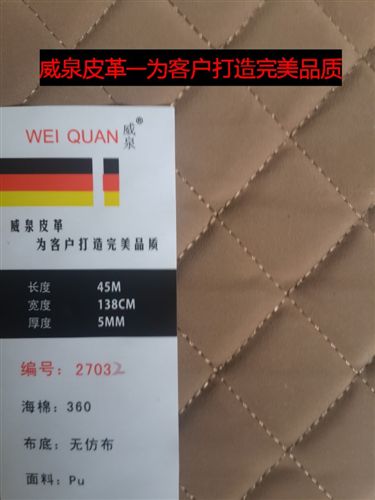 威泉皮革一为客户打造完美品质
WEI QUAN 威泉®
威泉皮革
为客户打造完美品质
长度 45M
宽度 138CM
厚度 5MM
编号：27032
海棉：360
布底：无仿布
面料：Pu